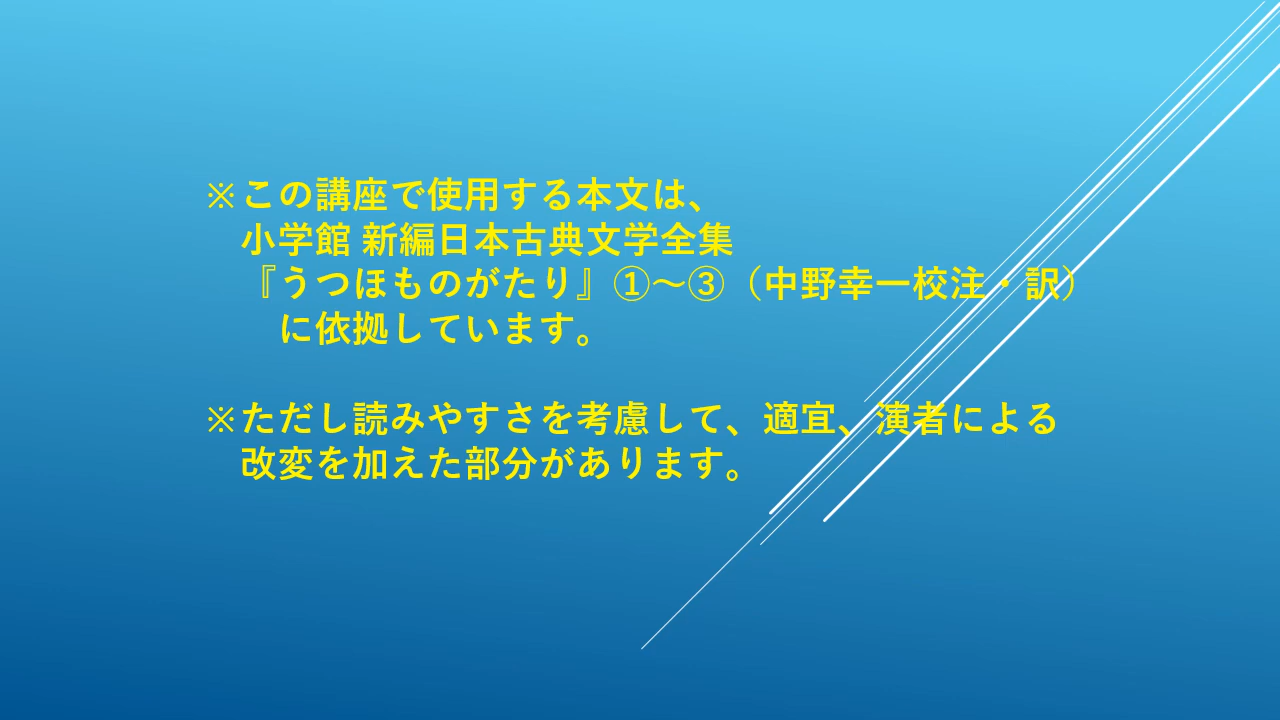 ※この講座で使用する本文は、
小学館 新編日本古典文学全集
『うつほものがたり』①～③（中野幸一校注・訳）
に依拠しています。
※ただし読みやすさを考慮して、適宜、演者による
改変を加えた部分があります。